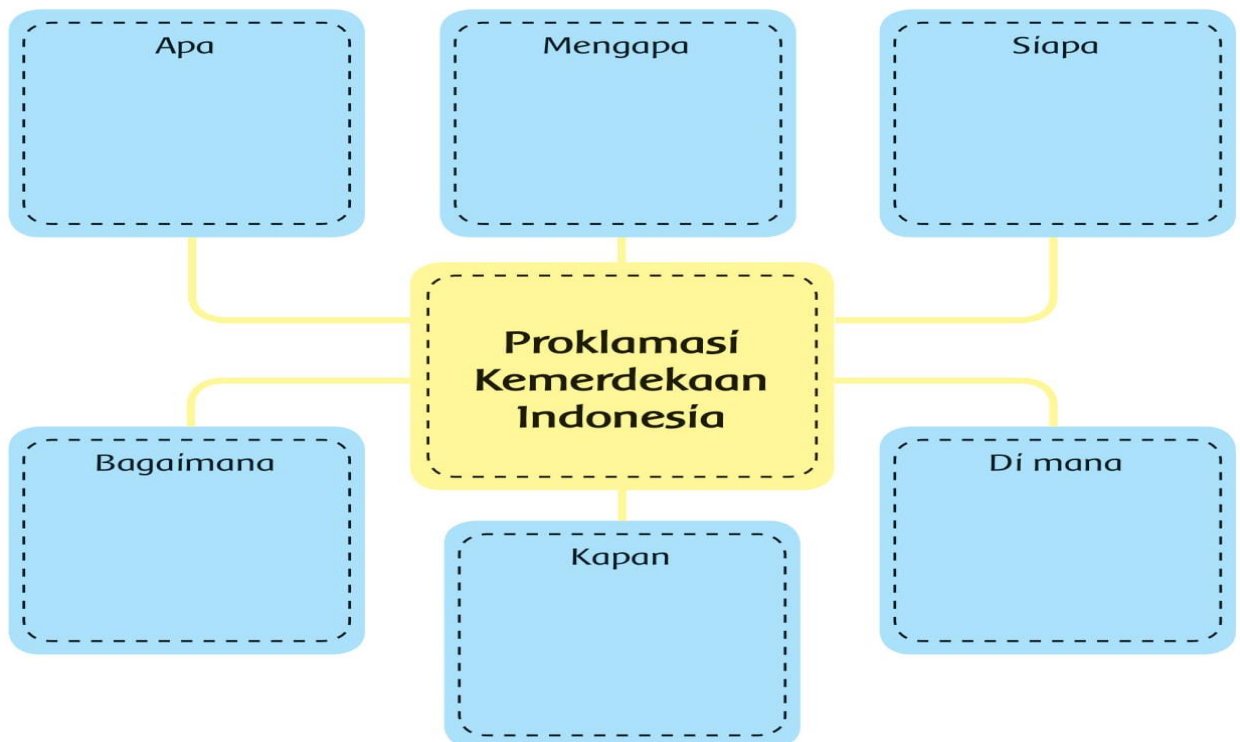 Apa
Mengapa
Siapa
Proklamasi
Kemerdekaan
Indonesia
Bagaimana
Di mana
Kapan